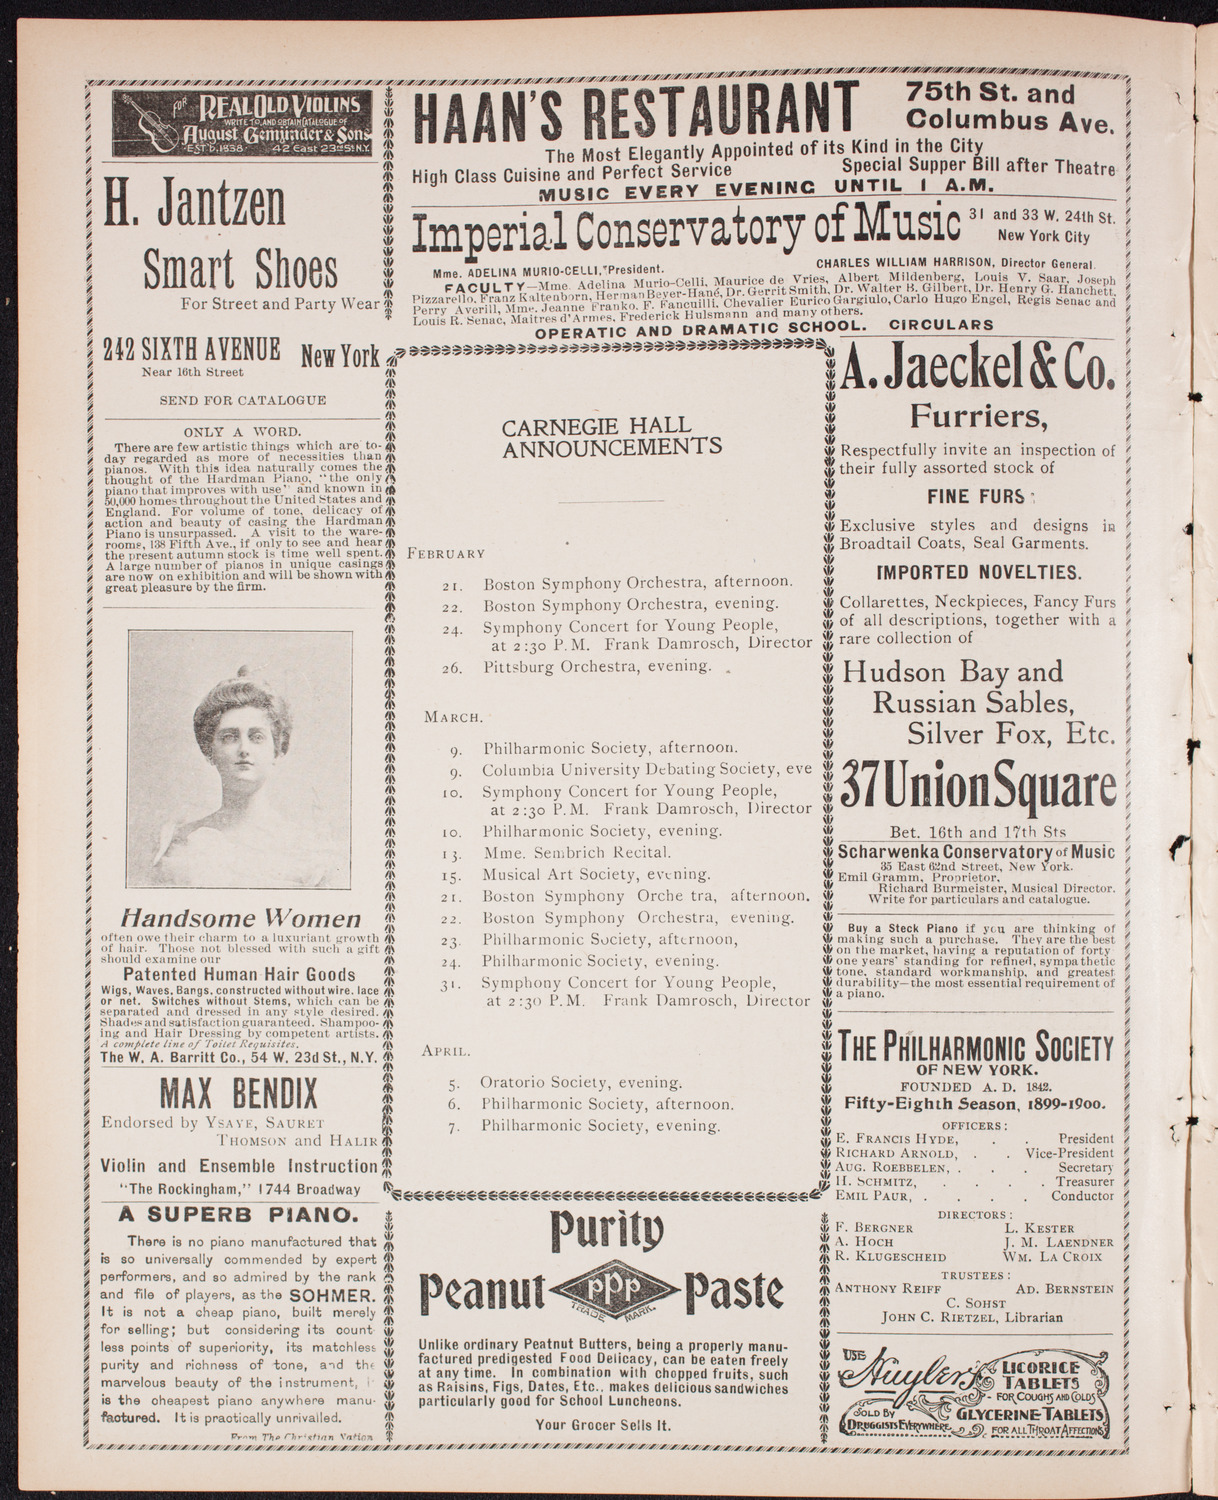 FOR REAL OLD VIOLINS
WRITE TO, AND OBTAIN CATALOGUE OF
August Gemünder & Sons
EST'D. 1838. 42 East 23rd St. N.Y.
H. Jantzen
Smart Shoes
For Street and Party Wear
242 SIXTH AVENUE New York
Near 16th Street
SEND FOR CATALOGUE
ONLY A WORD.
There are few artistic things which are to-
day regarded as more of necessities than
pianos. With this idea naturally comes the
thought of the Hardman Piano, "the only
piano that improves with use" and known in
50,000 homes throughout the United States and
England. For volume of tone, delicacy of
action and beauty of casing the Hardman
Piano is unsurpassed. A visit to the ware-
rooms, 138 Fifth Ave., if only to see and hear
the present autumn stock is time well spent.
A large number of pianos in unique casings
are now on exhibition and will be shown with
great pleasure by the firm.
Handsome Women
often owe their charm to a luxuriant growth
of hair. Those not blessed with such a gift
should examine our
Patented Human Hair Goods
Wigs, Waves, Bangs, constructed without wire, lace
or net. Switches without Stems, which can be
separated and dressed in any style desired.
Shades and satisfaction guaranteed. Shampoo-
ing and Hair Dressing by competent artists.
A complete line of Toilet Requisites.
The W. A. Barritt Co., 54 W. 23d St., N.Y.
MAX BENDIX
Endorsed by YSAYE, SAURET
THOMSON and HALIR
Violin and Ensemble Instruction
"The Rockingham," 1744 Broadway
A SUPERB PIANO.
There is no piano manufactured that
is so universally commended by expert
performers, and so admired by the rank
and file of players, as the SOHMER.
It is not a cheap piano, built merely
for selling; but considering its count
less points of superiority, its matchless
purity and richness of tone, and the
marvelous beauty of the instrument, i
is the cheapest piano anywhere manu-
factured. It is practically unrivalled.
From The Christian Nation
HAAN'S RESTAURANT 75th St. and
Columbus Ave.
The Most Elegantly Appointed of its Kind in the City
High Class Cuisine and Perfect Service Special Supper Bill after Theatre
MUSIC EVERY EVENING UNTIL 1 A.M.
Imperial Conservatory of Music 31 and 33 W. 24th St.
New York City
Mme. ADELINA MURIO-CELLI, President. CHARLES WILLIAM HARRISON, Director General.
FACULTY—Mme. Adelina Murio-Celli, Maurice de Vries, Albert Mildenberg, Louis V. Saar, Joseph
Pizzarello, Franz Kaltenborn, Herman Beyer-Hané, Dr. Gerrit Smith, Dr. Walter B. Gilbert, Dr. Henry G. Hanchett,
Perry Averill, Mme. Jeanne Franko, F. Fancuilli, Chevalier Enrico Gargiulo, Carlo Hugo Engel, Regis Senac and
Louis R. Senac, Maitres d'Armes, Frederick Hulsmann and many others.
OPERATIC AND DRAMATIC SCHOOL. CIRCULARS
CARNEGIE HALL
ANNOUNCEMENTS
FEBRUARY
21. Boston Symphony Orchestra, afternoon.
22. Boston Symphony Orchestra, evening.
24. Symphony Concert for Young People,
at 2:30 P.M. Frank Damrosch, Director
26. Pittsburg Orchestra, evening.
MARCH.
9. Philharmonic Society, afternoon.
9. Columbia University Debating Society, eve
10. Symphony Concert for Young People,
at 2:30 P.M. Frank Damrosch, Director
10. Philharmonic Society, evening.
13. Mme. Sembrich Recital.
15. Musical Art Society, evening.
21. Boston Symphony Orche tra, afternoon.
22. Boston Symphony Orchestra, evening.
23. Philharmonic Society, afternoon,
24. Philharmonic Society, evening.
31. Symphony Concert for Young People,
at 2:30 P.M. Frank Damrosch, Director
APRIL.
5. Oratorio Society, evening.
6. Philharmonic Society, afternoon.
7. Philharmonic Society, evening.
Purity
Peanut PPP Paste
TRADE MARK.
Unlike ordinary Peatnut Butters, being a properly manu-
factured predigested Food Delicacy, can be eaten freely
at any time. In combination with chopped fruits, such
as Raisins, Figs, Dates, Etc., makes delicious sandwiches
particularly good for School Luncheons.
Your Grocer Sells It.
A. Jaeckel & Co.
Furriers,
Respectfully invite an inspection of
their fully assorted stock of
FINE FURS :
Exclusive styles and designs in
Broadtail Coats, Seal Garments.
IMPORTED NOVELTIES.
Collarettes, Neckpieces, Fancy Furs
of all descriptions, together with a
rare collection of
Hudson Bay and
Russian Sables,
Silver Fox, Etc.
37 Union Square
Bet. 16th and 17th Sts
Scharwenka Conservatory of Music
35 East 62nd Street, New York.
Emil Gramm, Proprietor,
Richard Burmeister, Musical Director.
Write for particulars and catalogue.
Buy a Steck Piano if you are thinking of
making such a purchase. They are the best
on the market, having a reputation of forty
one years' standing for refined, sympathetic
tone, standard workmanship, and greatest
durability—the most essential requirement of
a piano.
THE PHILHARMONIC SOCIETY
OF NEW YORK.
FOUNDED A. D. 1842.
Fifty-Eighth Season, 1899-1900.
OFFICERS:
E. FRANCIS HYDE, . . President
RICHARD ARNOLD, . . Vice-President
AUG. ROEBBELEN, . . . Secretary
H. SCHMITZ, . . . . Treasurer
EMIL PAUR, . . . . Conductor
DIRECTORS:
F. BERGNER L. KESTER
A. HOCH J. M. LAENDNER
R. KLUGESCHEID WM. LA CROIX
TRUSTEES:
ANTHONY REIFF AD. BERNSTEIN
C. SOHST
JOHN C. RIETZEL, Librarian
USE
Huyler's LICORICE
TABLETS
FOR COUGHS AND COLDS
SOLD BY GLYCERINE TABLETS
DRUGGISTS EVERYWHERE. FOR ALL THROAT AFFECTIONS